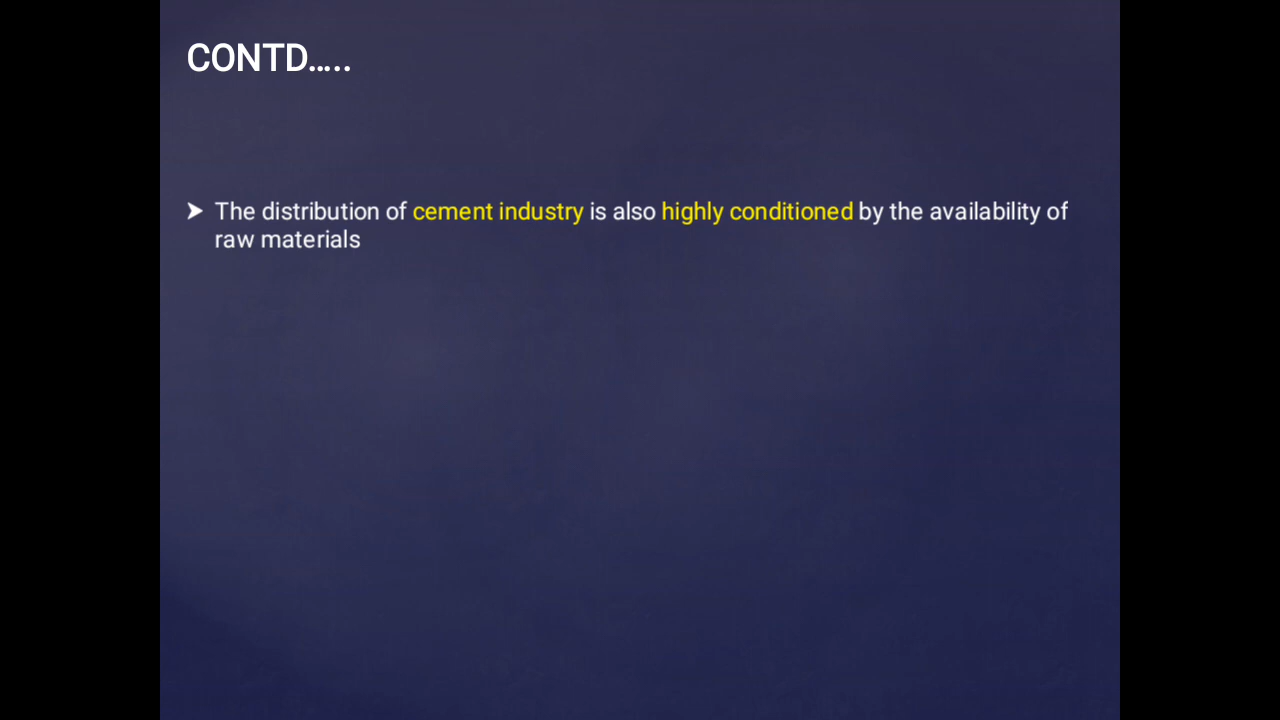 CONTD…..
➤ The distribution of cement industry is also highly conditioned by the availability of
raw materials